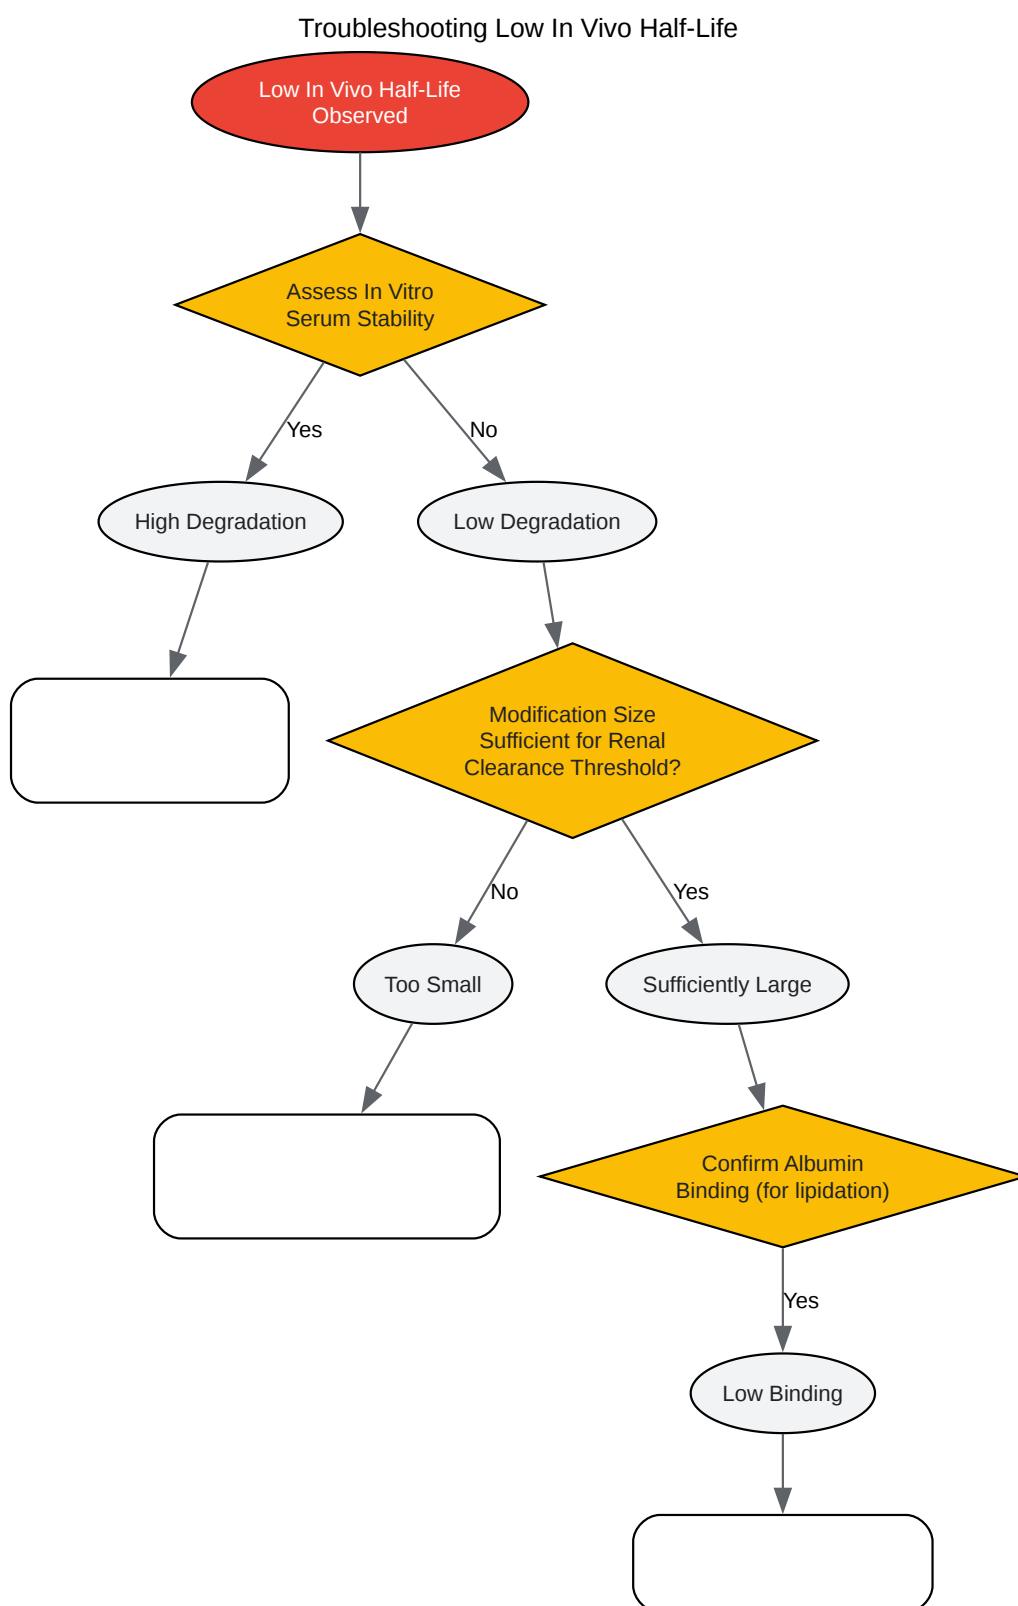 Troubleshooting Low In Vivo Half-Life
Low In Vivo Half-Life
Observed
Assess In Vitro
Serum Stability
Yes
No
High Degradation
Low Degradation
Modification Size
Sufficient for Renal
Clearance Threshold?
No
Yes
Too Small
Sufficiently Large
Confirm Albumin
Binding (for lipidation)
Yes
Low Binding